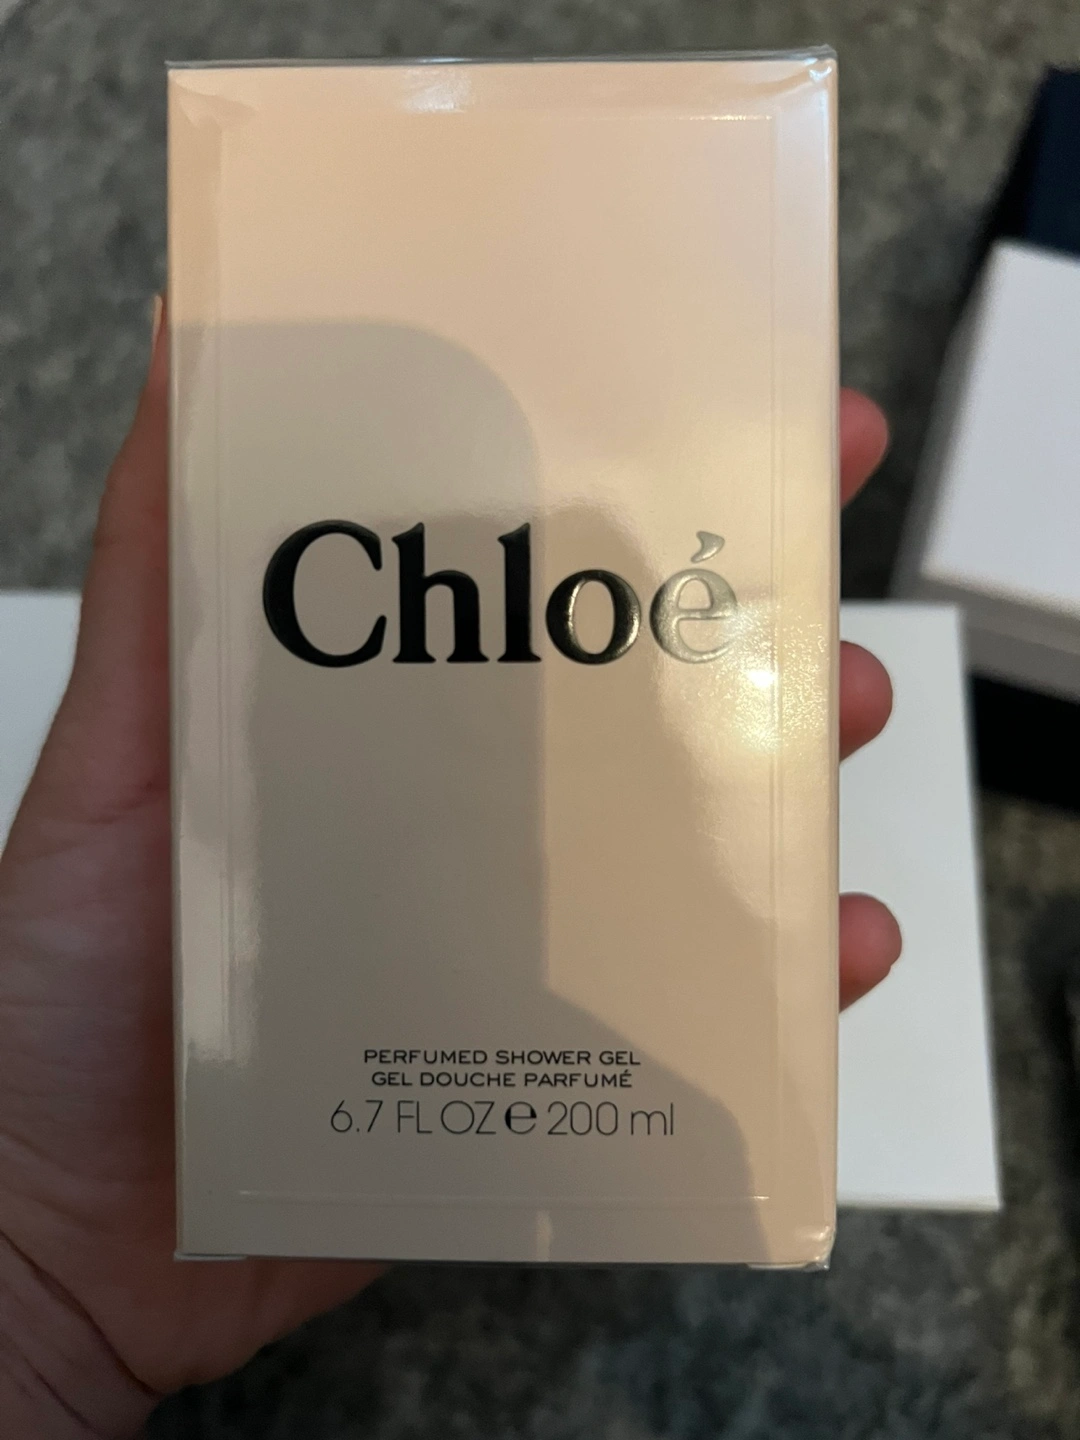 Chloé
PERFUMED SHOWER GEL
GEL DOUCHE PARFUMÉ
6.7 FL OZ e 200 ml